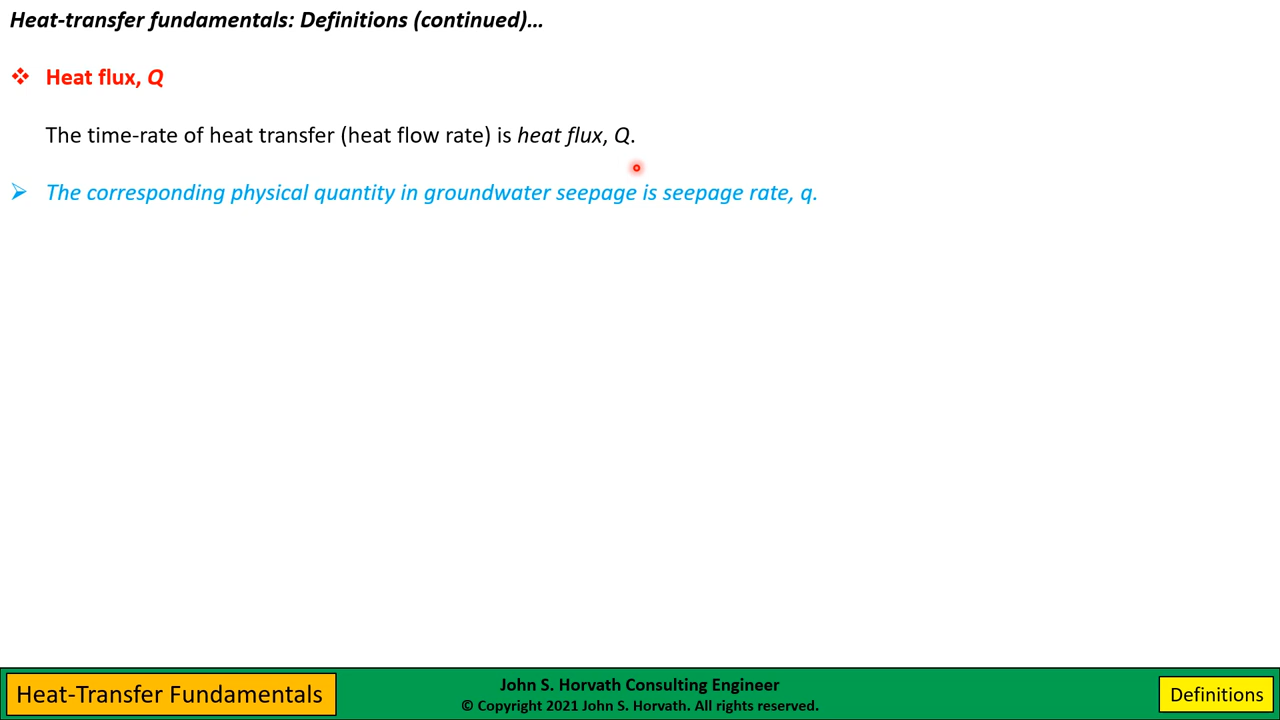 Heat-transfer fundamentals: Definitions (continued)…
Heat flux, Q
The time-rate of heat transfer (heat flow rate) is heat flux, Q.
The corresponding physical quantity in groundwater seepage is seepage rate, q.
Heat-Transfer Fundamentals
John S. Horvath Consulting Engineer
© Copyright 2021 John S. Horvath. All rights reserved.
Definitions